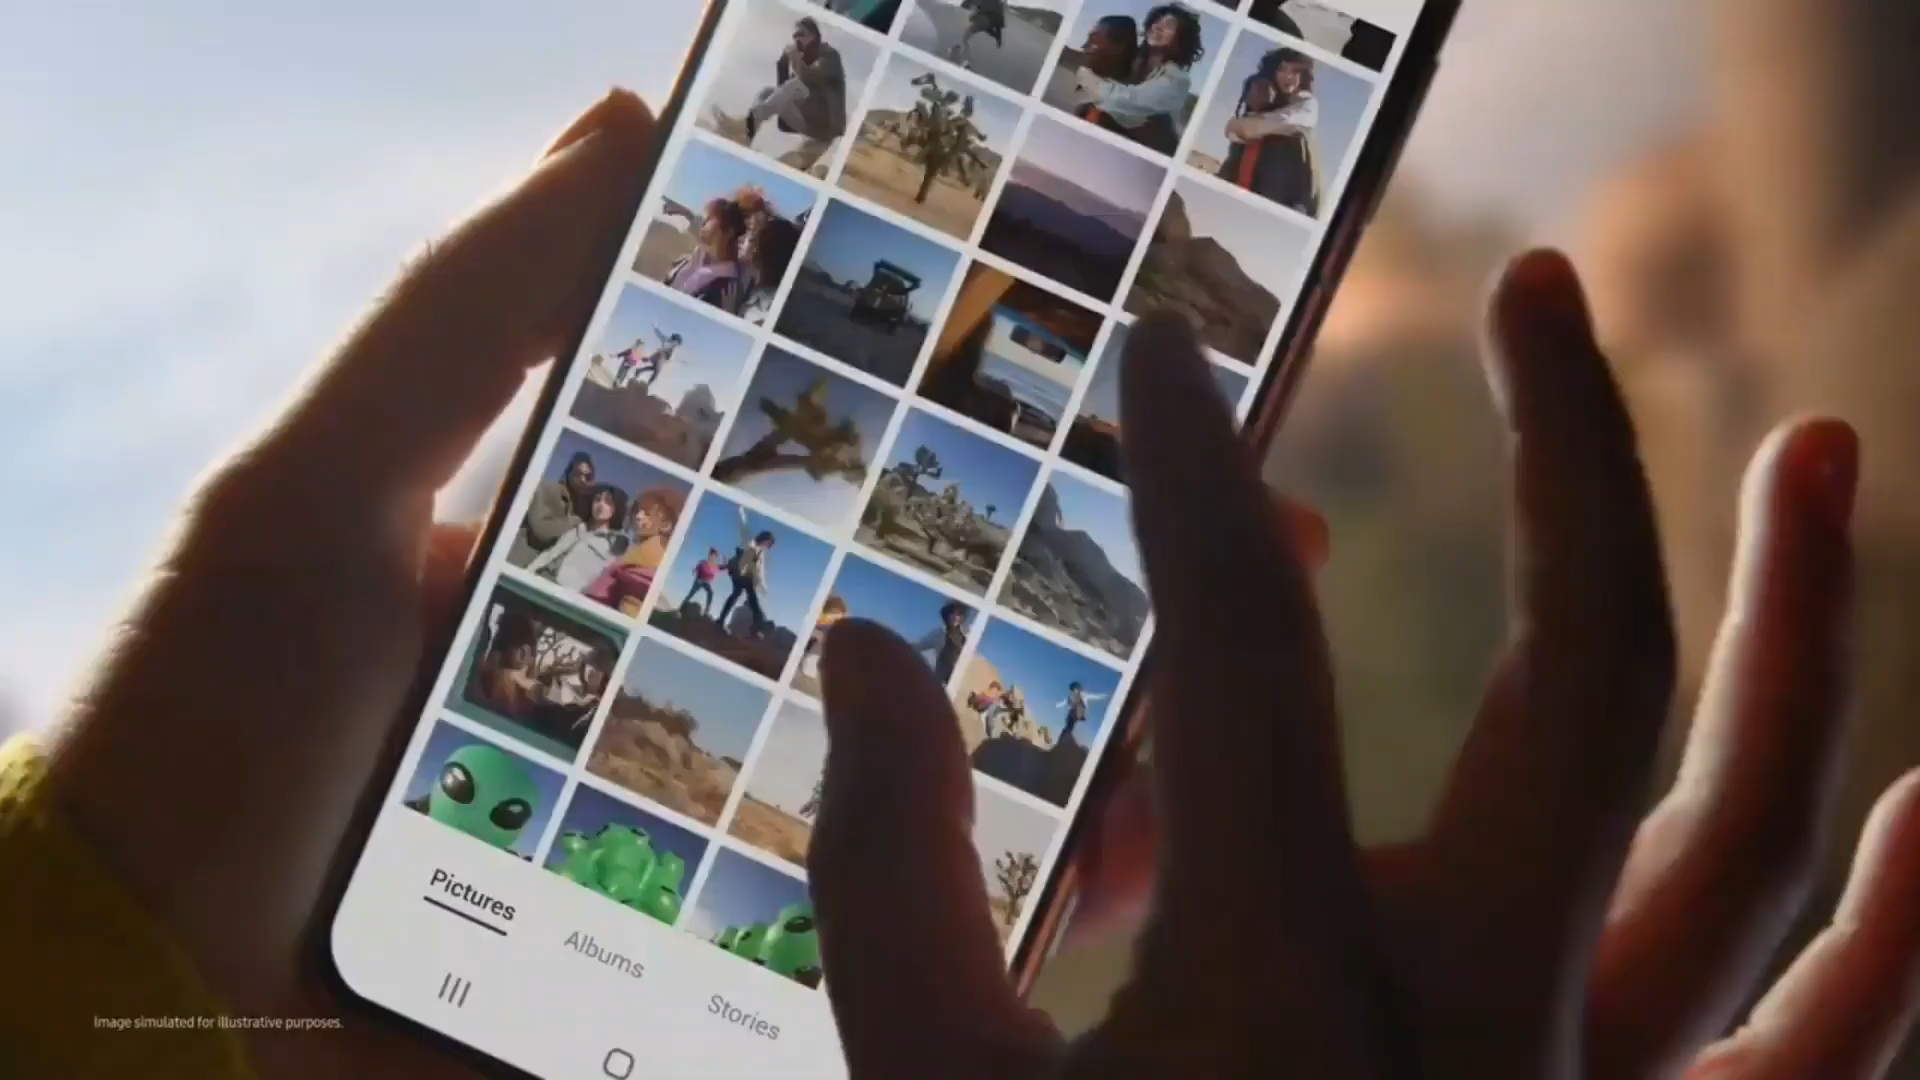 Pictures
Albums
Stories
Image simulated for illustrative purposes.